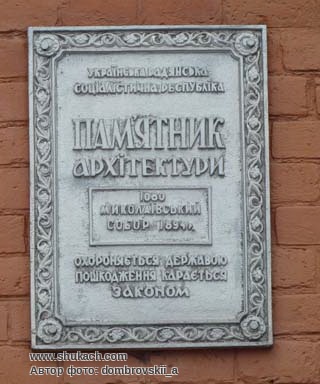 Українська Радянська
Соціалістична Республіка
ПАМ'ЯТНИК
АРХІТЕКТУРИ
1060
МИКОЛАЇВСЬКИЙ
СОБОР 1894р.
Охороняється державою
Пошкодження карається
законом
www.shukach.com
Автор фото: dombrovskii_a